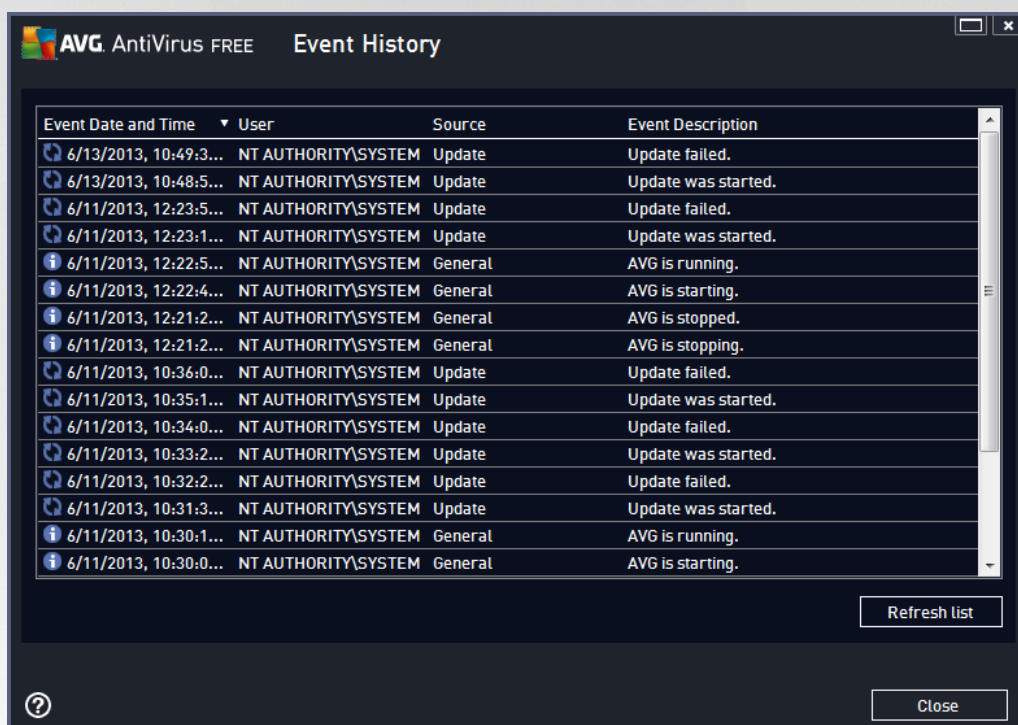 AVG. AntiVirus FREE Event History
Event Date and Time User Source Event Description
6/13/2013, 10:49:3... NT AUTHORITY\SYSTEM Update Update failed.
6/13/2013, 10:48:5... NT AUTHORITY\SYSTEM Update Update was started.
6/11/2013, 12:23:5... NT AUTHORITY\SYSTEM Update Update failed.
6/11/2013, 12:23:1... NT AUTHORITY\SYSTEM Update Update was started.
6/11/2013, 12:22:5... NT AUTHORITY\SYSTEM General AVG is running.
6/11/2013, 12:22:4... NT AUTHORITY\SYSTEM General AVG is starting.
6/11/2013, 12:21:2... NT AUTHORITY\SYSTEM General AVG is stopped.
6/11/2013, 12:21:2... NT AUTHORITY\SYSTEM General AVG is stopping.
6/11/2013, 10:36:0... NT AUTHORITY\SYSTEM Update Update failed.
6/11/2013, 10:35:1... NT AUTHORITY\SYSTEM Update Update was started.
6/11/2013, 10:34:0... NT AUTHORITY\SYSTEM Update Update failed.
6/11/2013, 10:33:2... NT AUTHORITY\SYSTEM Update Update was started.
6/11/2013, 10:32:2... NT AUTHORITY\SYSTEM Update Update failed.
6/11/2013, 10:31:3... NT AUTHORITY\SYSTEM Update Update was started.
6/11/2013, 10:30:1... NT AUTHORITY\SYSTEM General AVG is running.
6/11/2013, 10:30:0... NT AUTHORITY\SYSTEM General AVG is starting.
Refresh list
Close